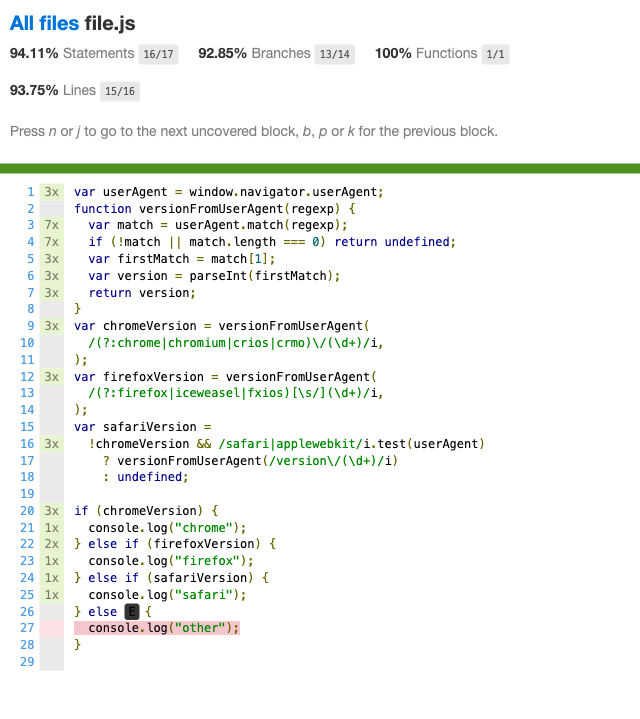 All files file.js
94.11% Statements 16/17 92.85% Branches 13/14 100% Functions 1/1
93.75% Lines 15/16
Press n or j to go to the next uncovered block, b, p or k for the previous block.
1 3x var userAgent = window.navigator.userAgent;
2 function versionFromUserAgent(regexp) {
3 7x   var match = userAgent.match(regexp);
4 7x   if (!match || match.length === 0) return undefined;
5 3x   var firstMatch = match[1];
6 3x   var version = parseInt(firstMatch);
7 3x   return version;
8 }
9 3x var chromeVersion = versionFromUserAgent(
10   /(?:chrome|chromium|crios|crmo)\/(\d+)/i,
11 );
12 3x var firefoxVersion = versionFromUserAgent(
13   /(?:firefox|iceweasel|fxios)[\s/](\d+)/i,
14 );
15 var safariVersion =
16 3x   !chromeVersion && /safari|applewebkit/i.test(userAgent)
17     ? versionFromUserAgent(/version\/(\d+)/i)
18     : undefined;
19
20 3x if (chromeVersion) {
21 1x   console.log("chrome");
22 2x } else if (firefoxVersion) {
23 1x   console.log("firefox");
24 1x } else if (safariVersion) {
25 1x   console.log("safari");
26 } else E {
27   console.log("other");
28 }
29